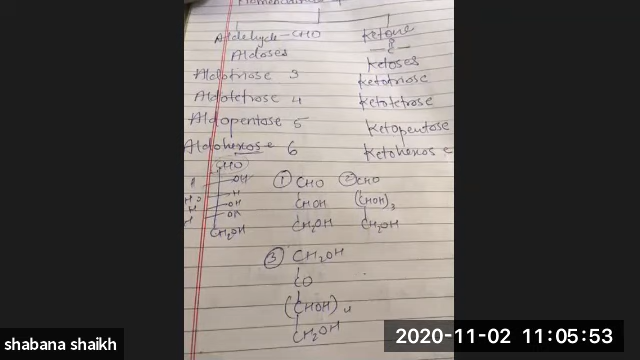 Aldehyde -CHO Ketone
-C-
Aldoses Ketoses
Aldotriose 3 Ketotriose
Aldotetrose 4 Ketotetrose
Aldopentose 5 Ketopentose
Aldohexose 6 Ketohexose
CHO
OH
H
OH
OH
CH2OH
① CHO
CHOH
CH2OH
② CHO
(CHOH)3
CH2OH
③ CH2OH
CO
(CHOH)4
CH2OH
shabana shaikh
2020-11-02 11:05:53